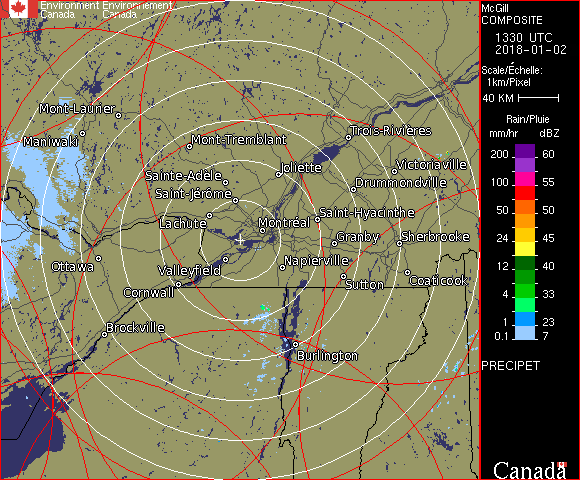 Environment Environnement
Canada Canada
McGill
COMPOSITE
1330 UTC
2018-01-02
Scale/Échelle:
1km/Pixel
40 KM
Rain/Pluie
mm/hr dBZ
200 60
100 55
75 53
50 50
24 45
12 40
4 33
1 23
0.1 7
PRECIPET
Canada
Mont-Laurier
Maniwaki
Mont-Tremblant
Trois-Rivières
Joliette
Victoriaville
Sainte-Adèle
Saint-Jérôme
Drummondville
Lachute
Montréal
Saint-Hyacinthe
Granby
Sherbrooke
Ottawa
Valleyfield
Napierville
Cornwall
Sutton
Coaticook
Brockville
Burlington